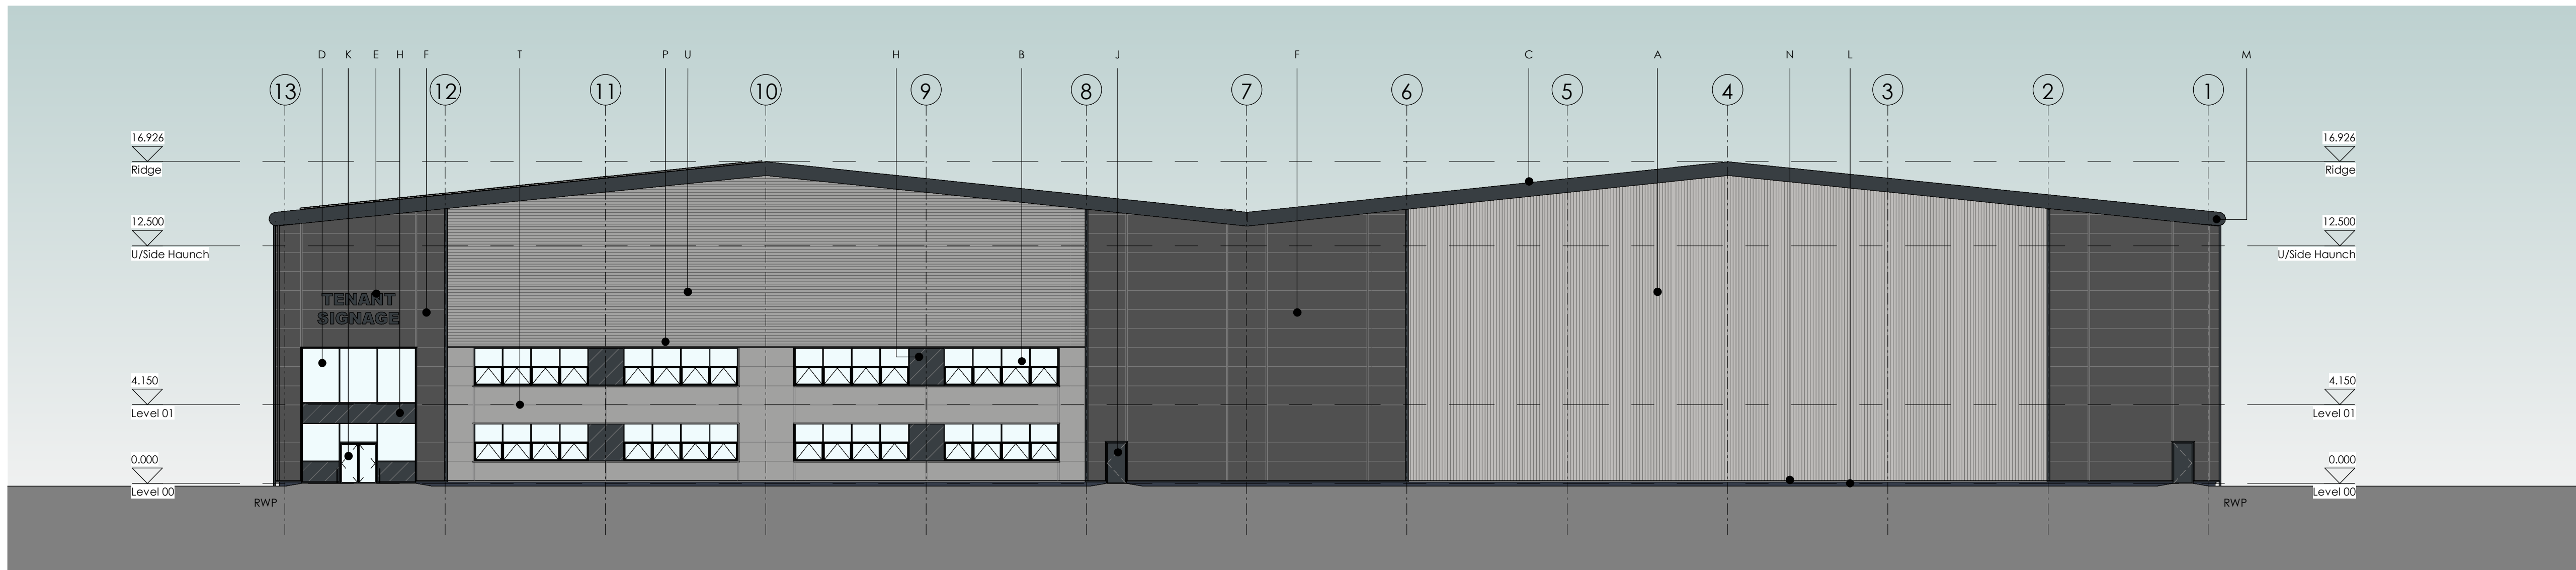 D K E H F T P U H B J F C A N L M
13 12 11 10 9 8 7 6 5 4 3 2 1
16.926 16.926
Ridge Ridge
12.500 12.500
U/Side Haunch U/Side Haunch
TENANT
SIGNAGE
4.150 4.150
Level 01 Level 01
0.000 0.000
Level 00 Level 00
RWP RWP